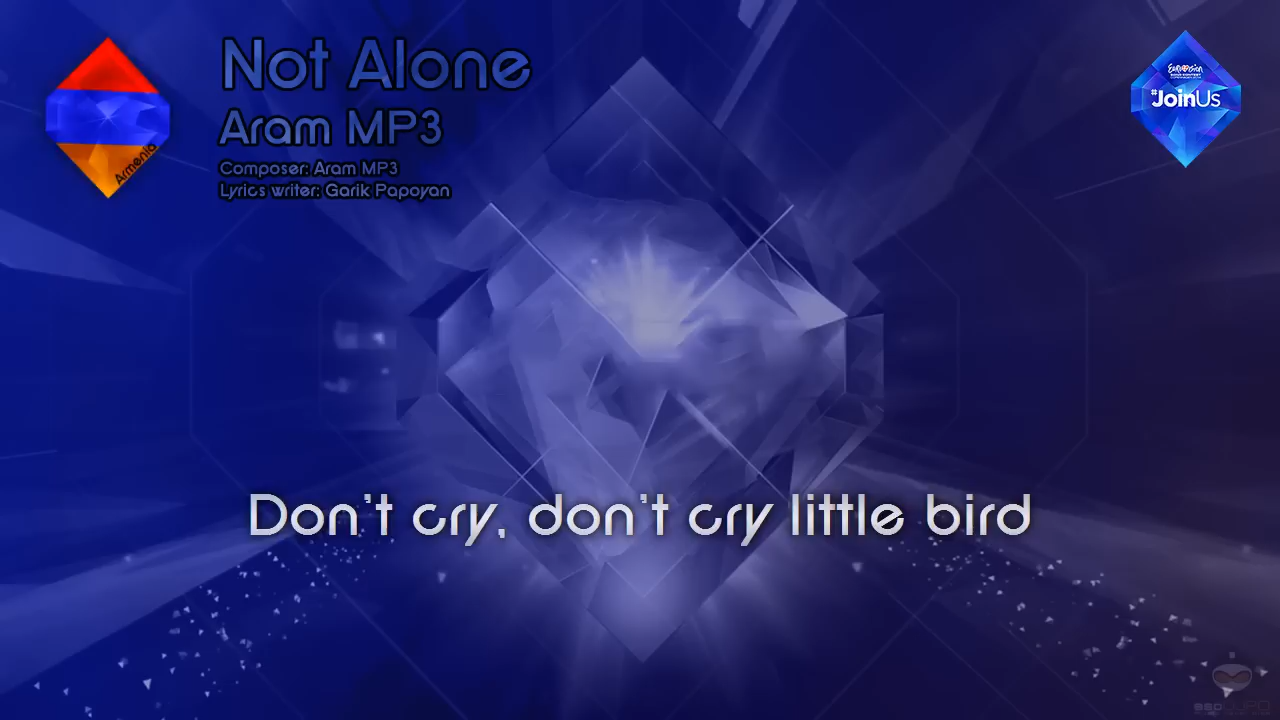 Not Alone
Aram MP3
Composer: Aram MP3
Lyrics writer: Garik Papoyan
Armenia
#JoinUs
Don't cry, don't cry little bird